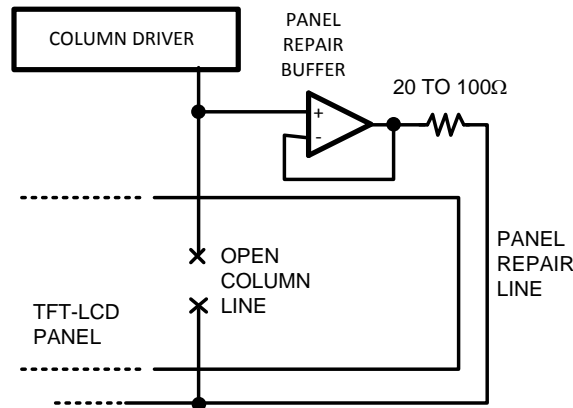 COLUMN DRIVER
PANEL
REPAIR
BUFFER
20 TO 100Ω
+
-
OPEN
COLUMN
LINE
PANEL
REPAIR
LINE
TFT-LCD
PANEL